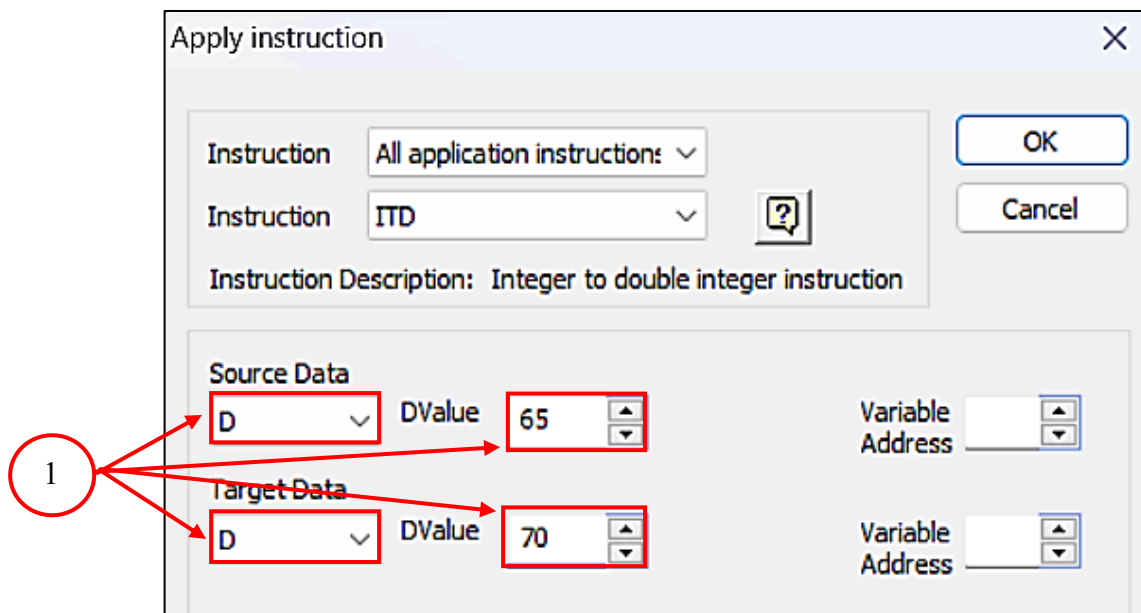 Apply instruction
Instruction All application instructions OK
Instruction ITD Cancel
Instruction Description: Integer to double integer instruction
Source Data
D DValue 65 Variable Address
1
Target Data
D DValue 70 Variable Address